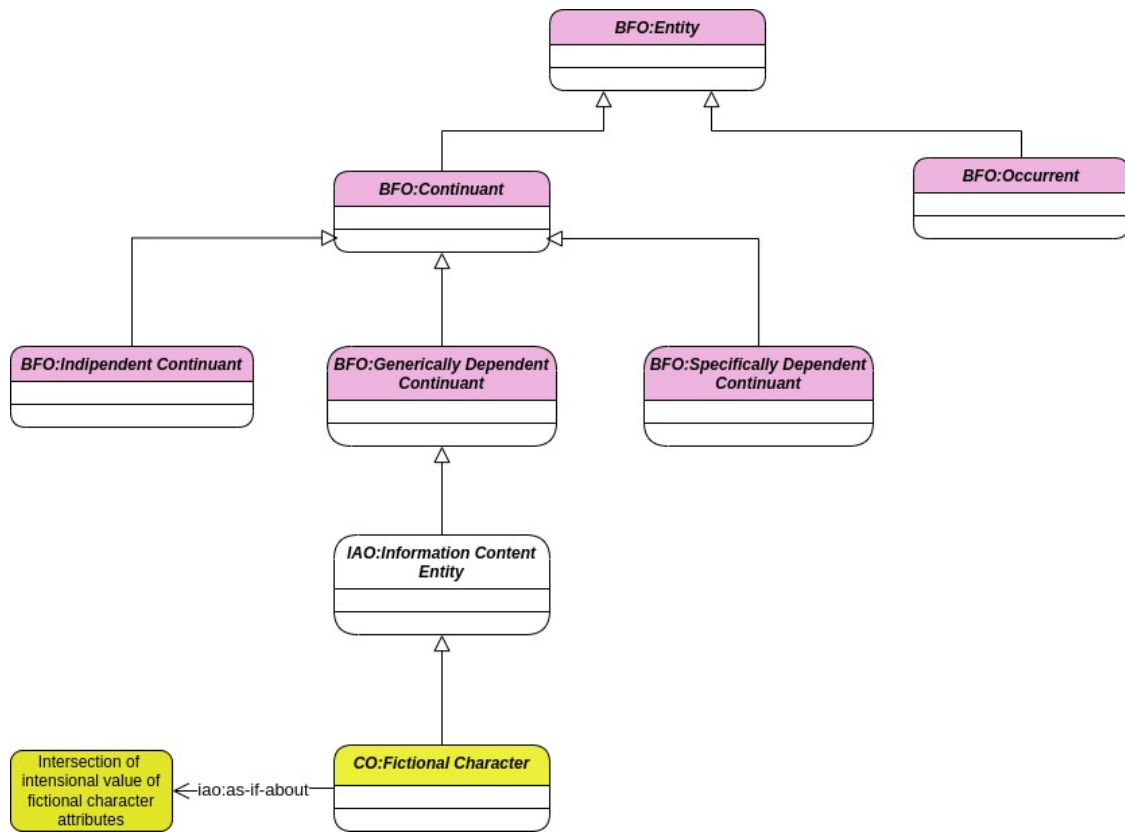 BFO:Entity
BFO:Continuant
BFO:Occurrent
BFO:Indipendent Continuant
BFO:Generically Dependent
Continuant
BFO:Specifically Dependent
Continuant
IAO:Information Content
Entity
CO:Fictional Character
Intersection of
intensional value of
fictional character
attributes
iao:as-if-about